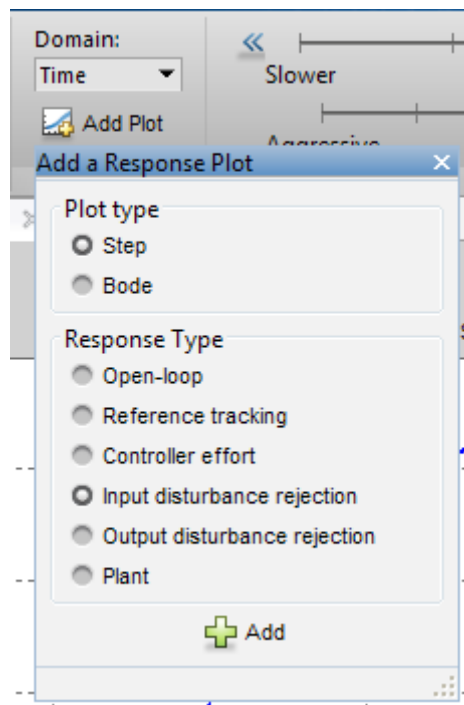 Domain:
Time
Slower
Add Plot
Aggressive
Add a Response Plot
Plot type
Step
Bode
Response Type
Open-loop
Reference tracking
Controller effort
Input disturbance rejection
Output disturbance rejection
Plant
Add